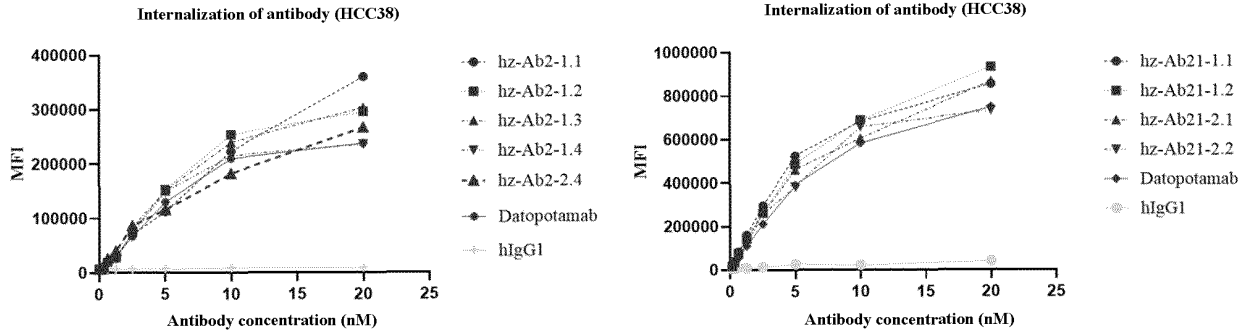 Internalization of antibody (HCC38)
400000
300000
200000
100000
0
MFI
0
5
10
15
20
25
Antibody concentration (nM)
hz-Ab2-1.1
hz-Ab2-1.2
hz-Ab2-1.3
hz-Ab2-1.4
hz-Ab2-2.4
Datopotamab
hIgG1
Internalization of antibody (HCC38)
1000000
800000
600000
400000
200000
0
MFI
0
5
10
15
20
25
Antibody concentration (nM)
hz-Ab21-1.1
hz-Ab21-1.2
hz-Ab21-2.1
hz-Ab21-2.2
Datopotamab
hIgG1